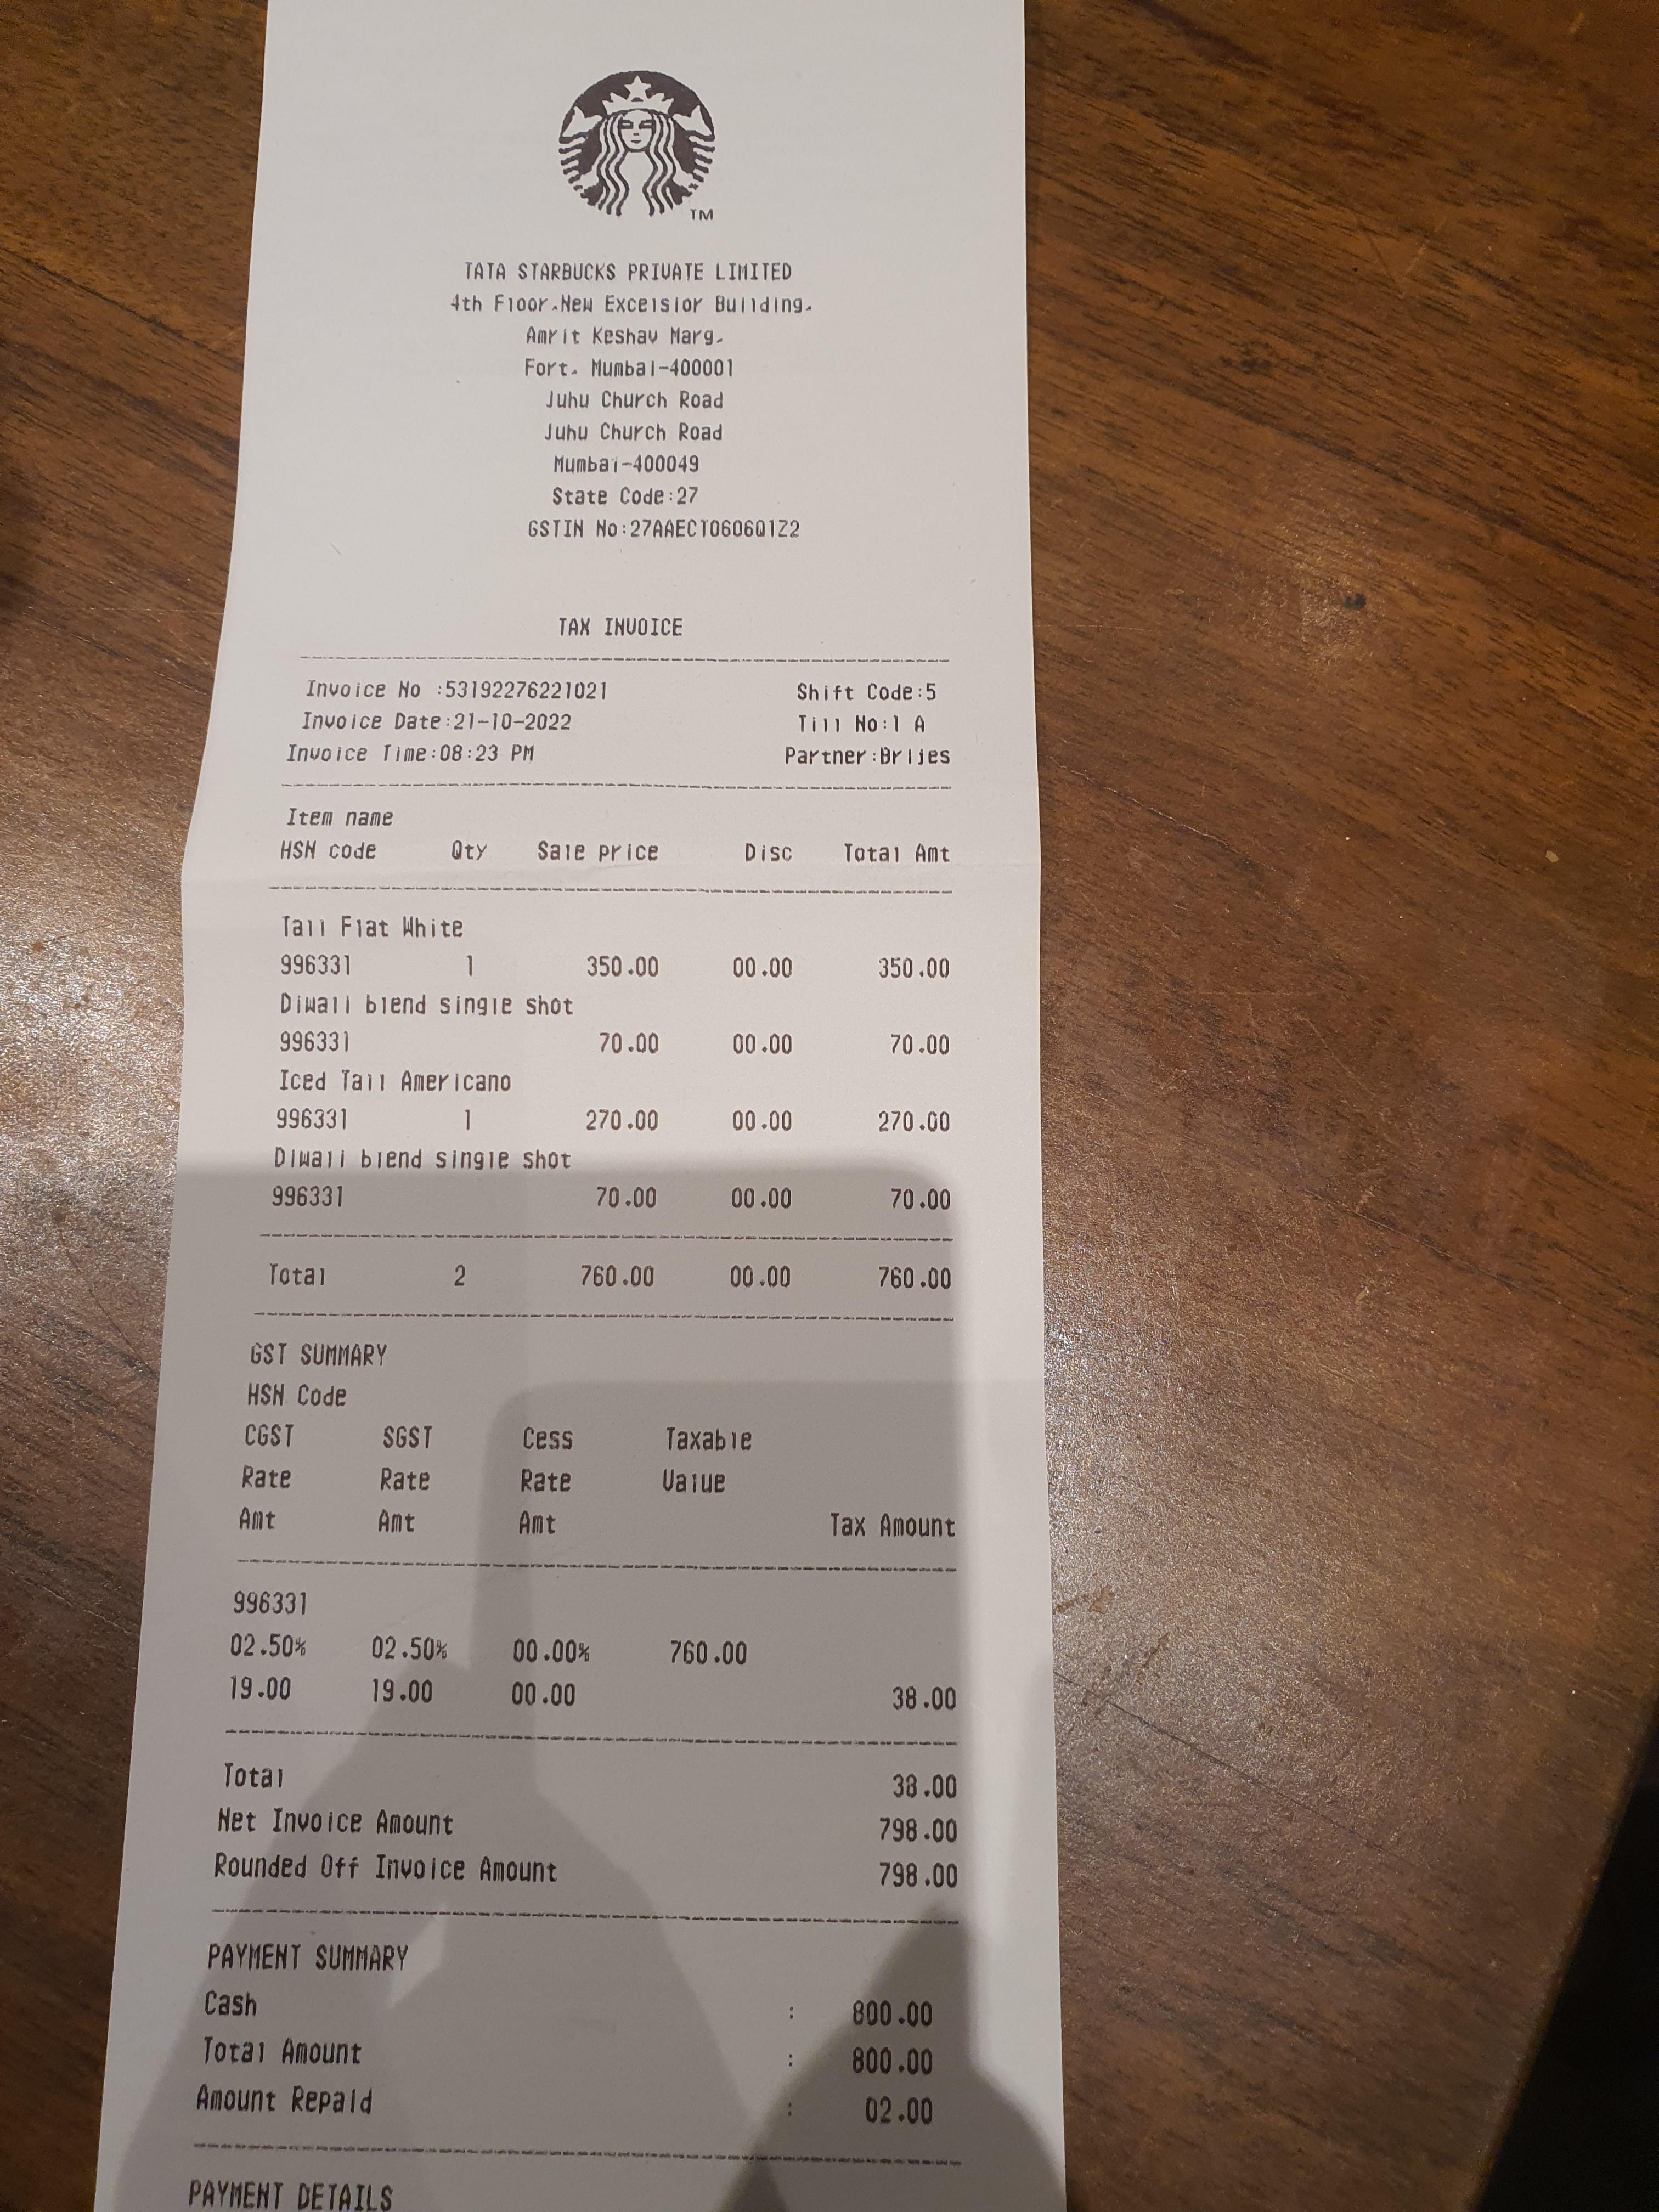 TM
TATA STARBUCKS PRIVATE LIMITED
4th Floor,New Excelsior Building,
Amrit Keshav Marg,
Fort, Mumbai-400001
Juhu Church Road
Juhu Church Road
Mumbai-400049
State Code:27
GSTIN No:27AAECT0606Q1Z2
TAX INVOICE
Invoice No :53192276221021 Shift Code:5
Invoice Date:21-10-2022 Till No:1 A
Invoice Time:08:23 PM Partner:Brijes
Item name
HSN code Qty Sale price Disc Total Amt
Tall Flat White
996331 1 350.00 00.00 350.00
Diwali blend single shot
996331 70.00 00.00 70.00
Iced Tall Americano
996331 1 270.00 00.00 270.00
Diwali blend single shot
996331 70.00 00.00 70.00
Total 2 760.00 00.00 760.00
GST SUMMARY
HSN Code
CGST SGST Cess Taxable
Rate Rate Rate Value
Amt Amt Amt Tax Amount
996331
02.50% 02.50% 00.00% 760.00
19.00 19.00 00.00 38.00
Total 38.00
Net Invoice Amount 798.00
Rounded Off Invoice Amount 798.00
PAYMENT SUMMARY
Cash : 800.00
Total Amount : 800.00
Amount Repaid : 02.00
PAYMENT DETAILS